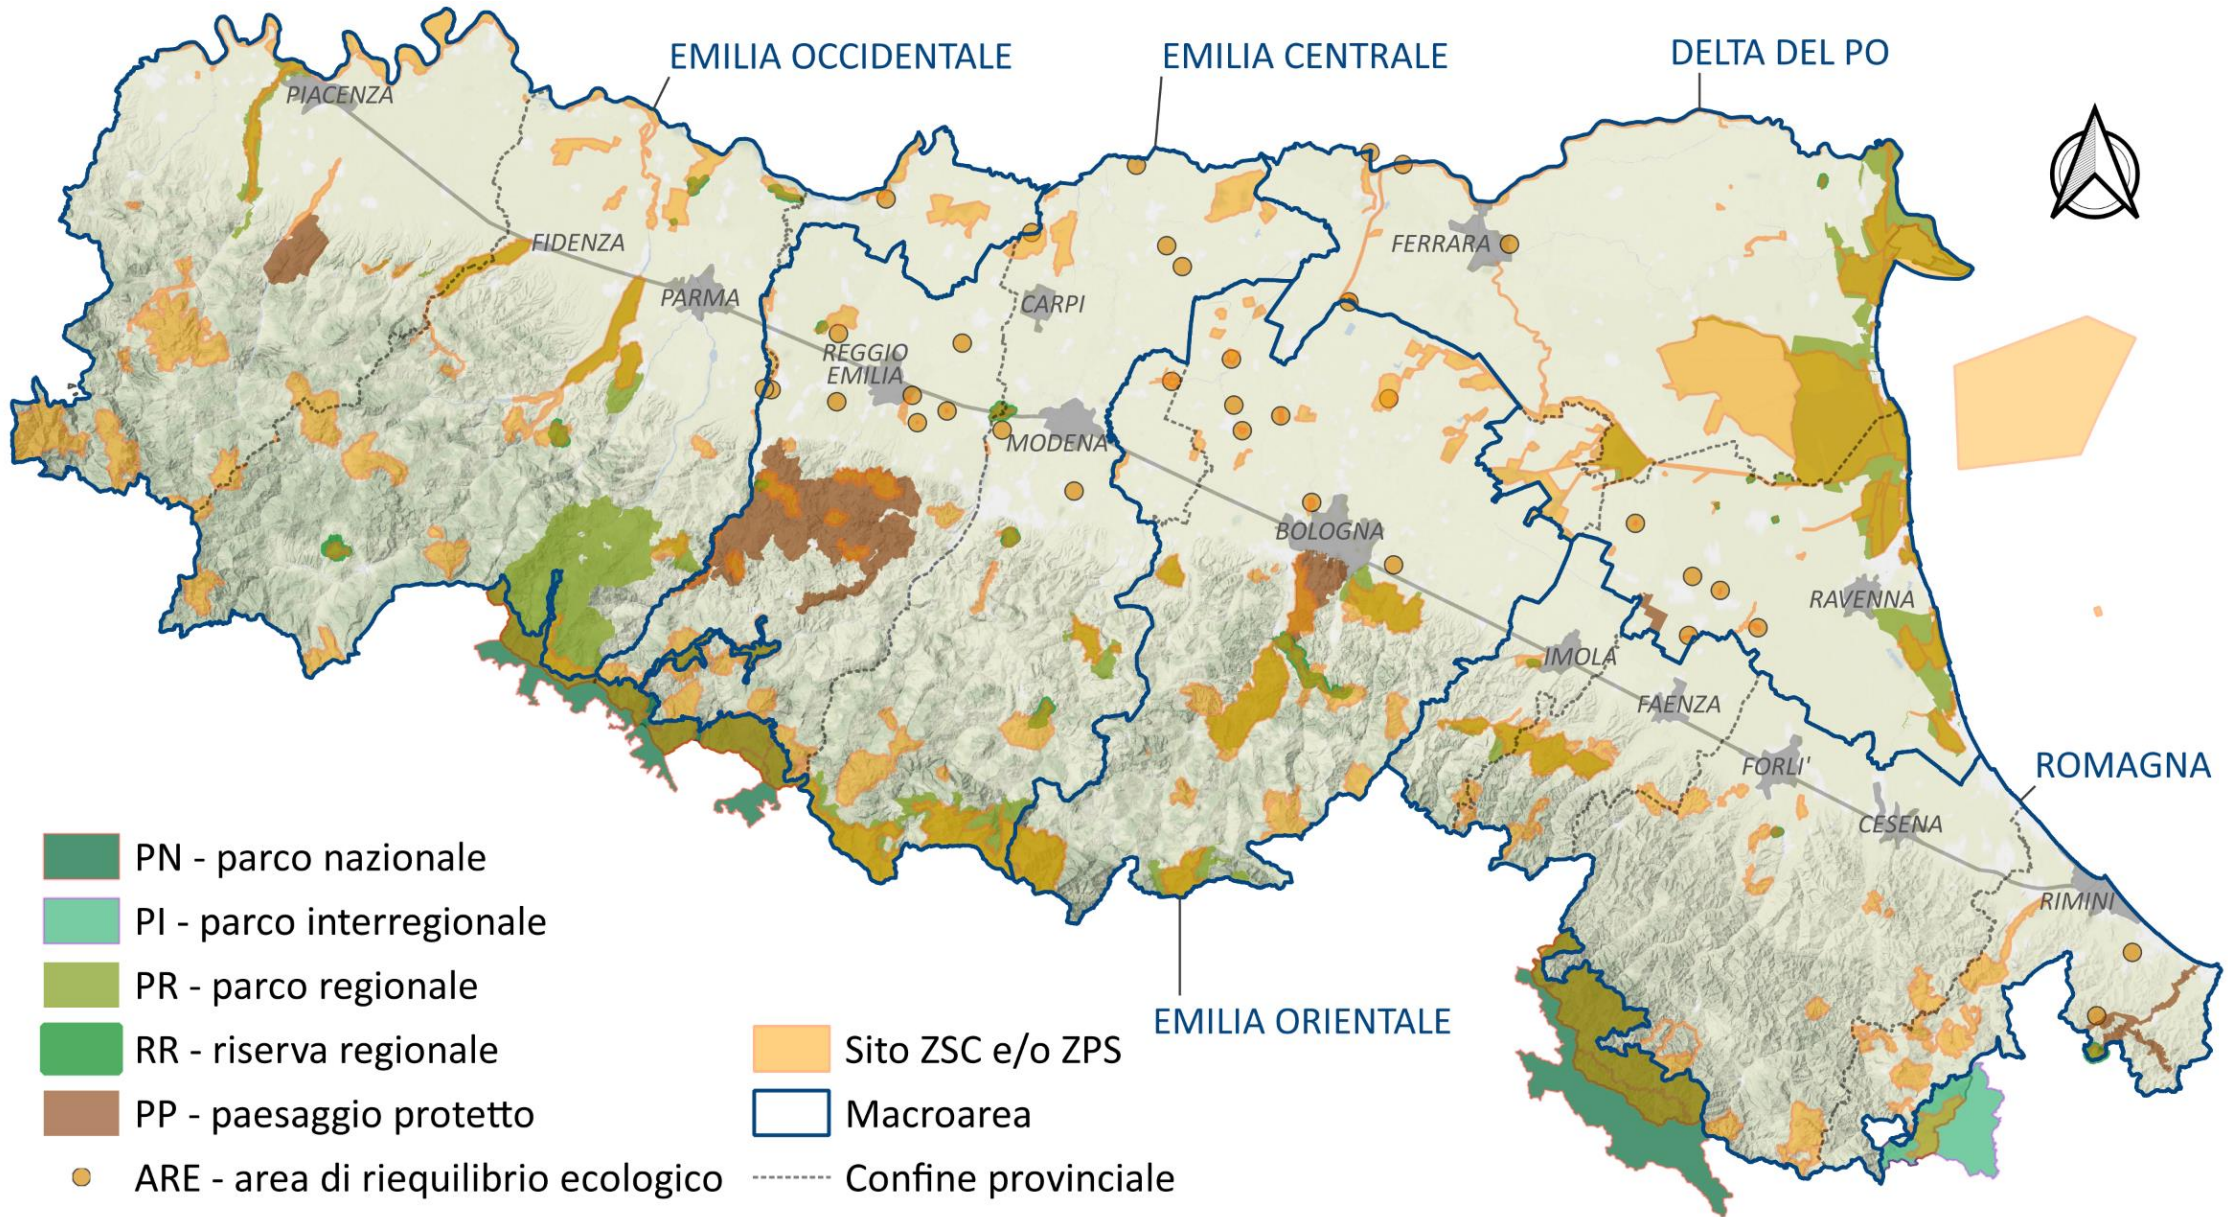 EMILIA OCCIDENTALE
EMILIA CENTRALE
DELTA DEL PO
PIACENZA
FIDENZA
PARMA
REGGIO
EMILIA
CARPI
MODENA
FERRARA
BOLOGNA
IMOLA
FAENZA
RAVENNA
FORLI'
CESENA
RIMINI
ROMAGNA
EMILIA ORIENTALE
PN - parco nazionale
PI - parco interregionale
PR - parco regionale
RR - riserva regionale
PP - paesaggio protetto
ARE - area di riequilibrio ecologico
Sito ZSC e/o ZPS
Macroarea
Confine provinciale